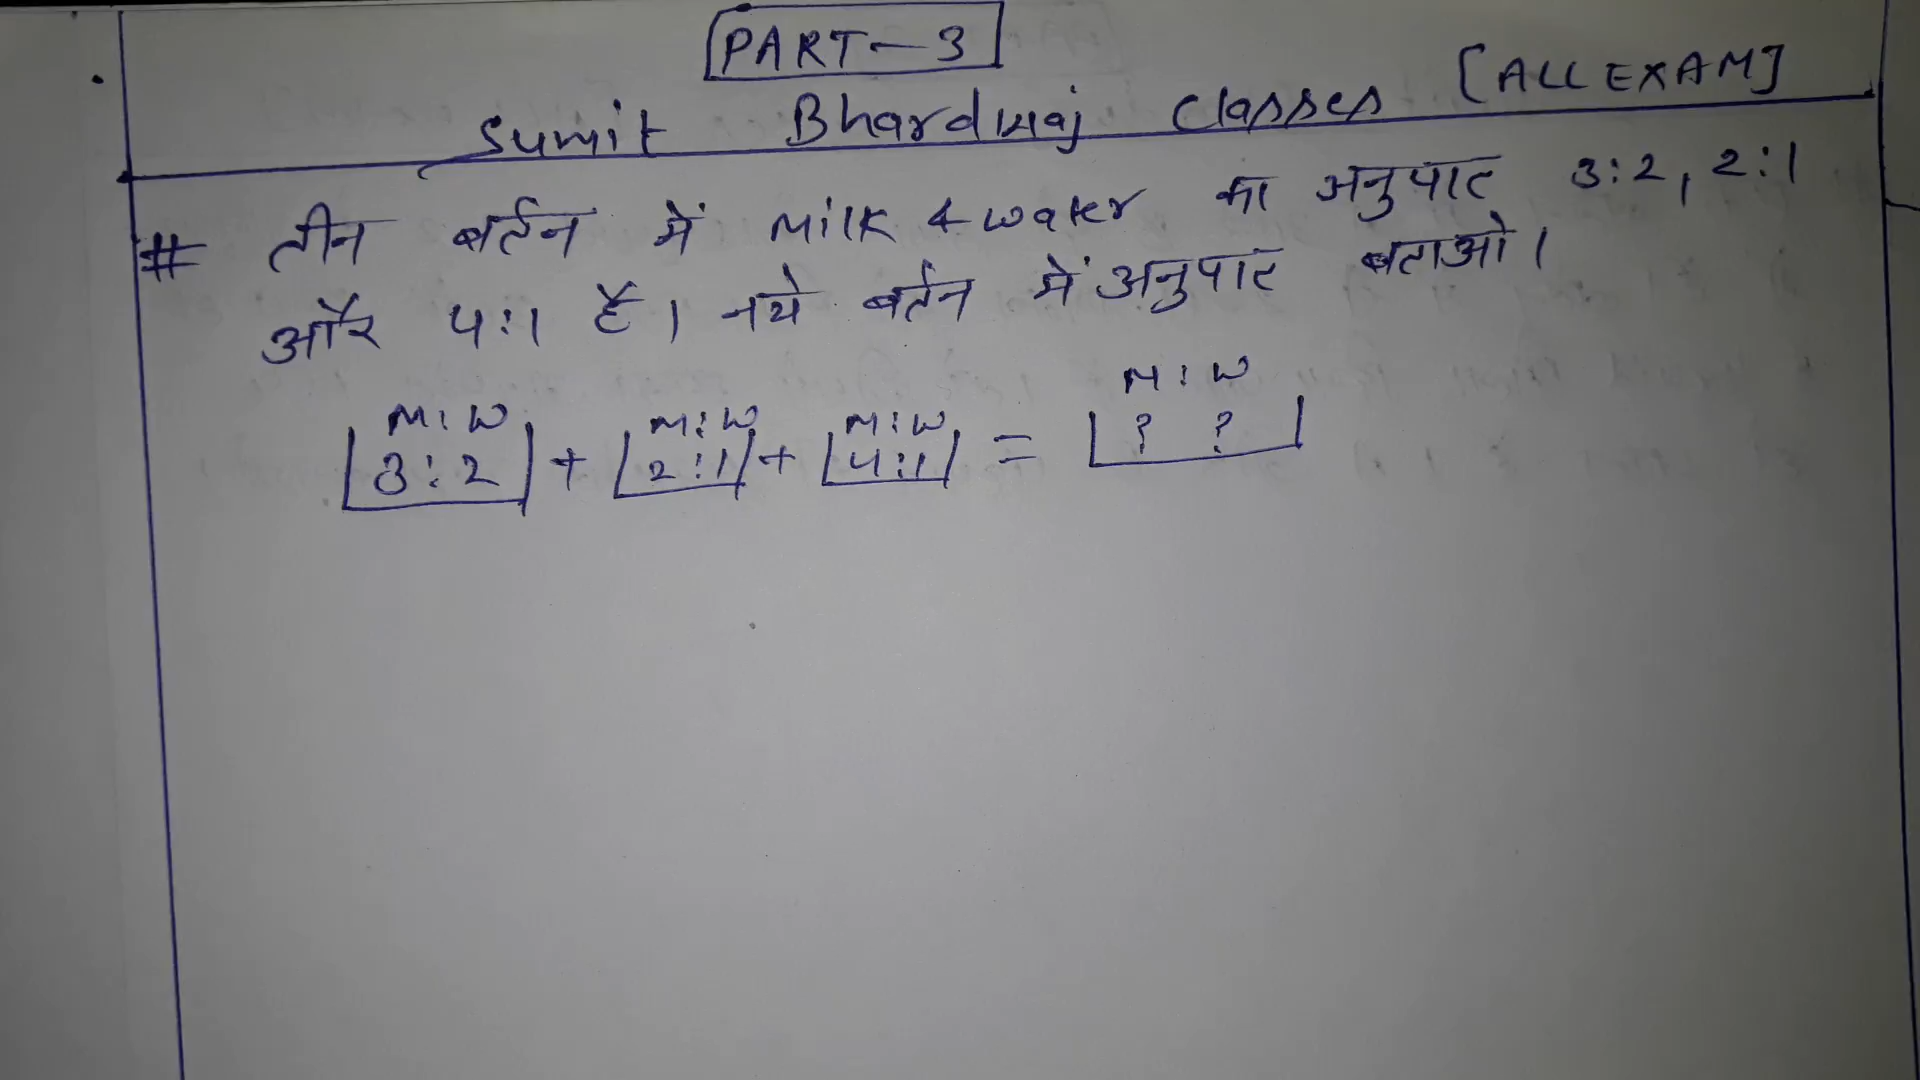 PART-3
Sumit Bhardwaj Classes [ALL EXAM]
# तीन बर्तन में Milk & water का अनुपात 3:2, 2:1
और 4:1 है। नये बर्तन में अनुपात बताओ।
M:W M:W M:W M:W
3:2 + 2:1 + 4:1 = ? ?